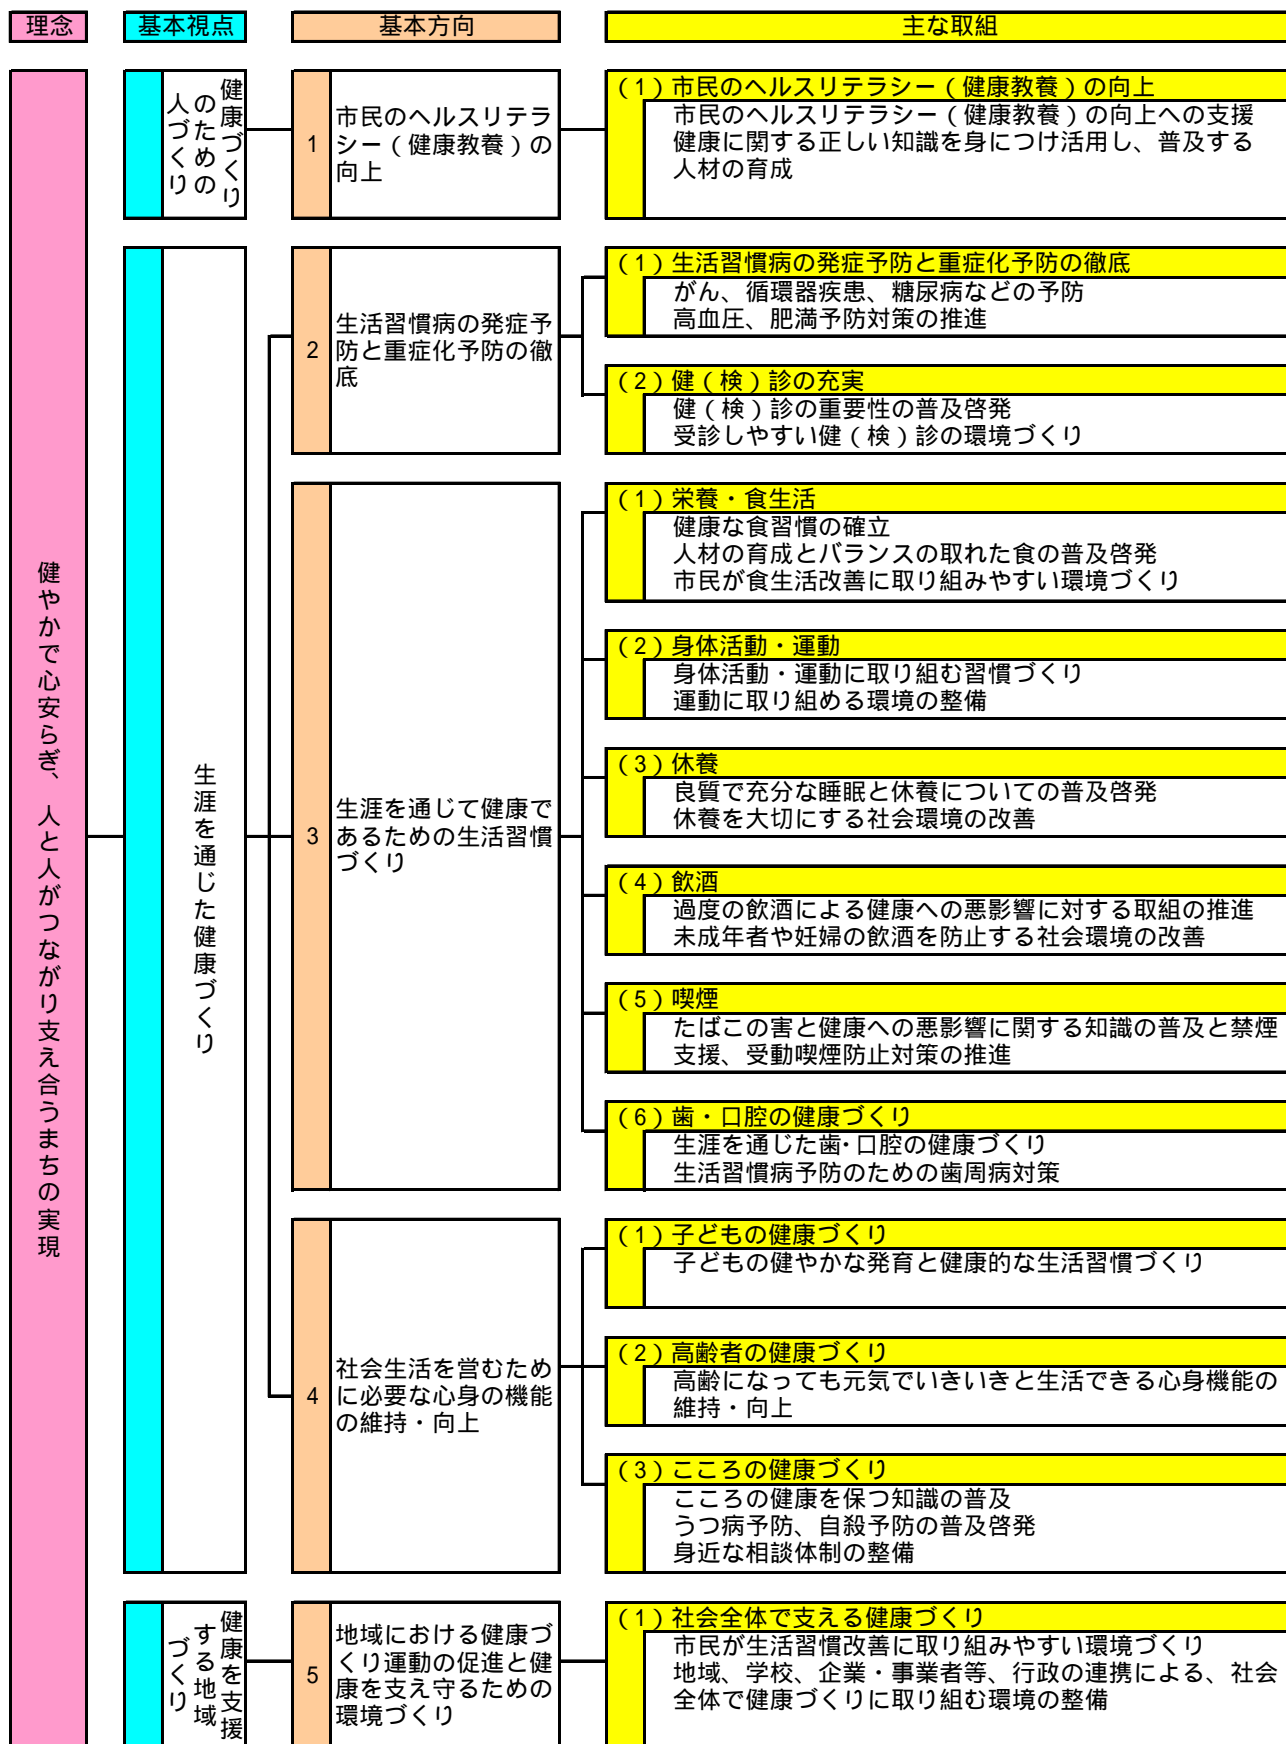 理念
基本視点
基本方向
主な取組
健やかで心安らぎ、人と人がつながり支え合うまちの実現
健康づくり
のための
人づくり
1
市民のヘルスリテラ
シー（健康教養）の
向上
（1）市民のヘルスリテラシー（健康教養）の向上
市民のヘルスリテラシー（健康教養）の向上への支援
健康に関する正しい知識を身につけ活用し、普及する
人材の育成
生涯を通じた健康づくり
2
生活習慣病の発症予
防と重症化予防の徹
底
（1）生活習慣病の発症予防と重症化予防の徹底
がん、循環器疾患、糖尿病などの予防
高血圧、肥満予防対策の推進
（2）健（検）診の充実
健（検）診の重要性の普及啓発
受診しやすい健（検）診の環境づくり
3
生涯を通じて健康で
あるための生活習慣
づくり
（1）栄養・食生活
健康な食習慣の確立
人材の育成とバランスの取れた食の普及啓発
市民が食生活改善に取り組みやすい環境づくり
（2）身体活動・運動
身体活動・運動に取り組む習慣づくり
運動に取り組める環境の整備
（3）休養
良質で充分な睡眠と休養についての普及啓発
休養を大切にする社会環境の改善
（4）飲酒
過度の飲酒による健康への悪影響に対する取組の推進
未成年者や妊婦の飲酒を防止する社会環境の改善
（5）喫煙
たばこの害と健康への悪影響に関する知識の普及と禁煙
支援、受動喫煙防止対策の推進
（6）歯・口腔の健康づくり
生涯を通じた歯・口腔の健康づくり
生活習慣病予防のための歯周病対策
4
社会生活を営むため
に必要な心身の機能
の維持・向上
（1）子どもの健康づくり
子どもの健やかな発育と健康的な生活習慣づくり
（2）高齢者の健康づくり
高齢になっても元気でいきいきと生活できる心身機能の
維持・向上
（3）こころの健康づくり
こころの健康を保つ知識の普及
うつ病予防、自殺予防の普及啓発
身近な相談体制の整備
健康を支援
する地域
づくり
5
地域における健康づ
くり運動の促進と健
康を支え守るための
環境づくり
（1）社会全体で支える健康づくり
市民が生活習慣改善に取り組みやすい環境づくり
地域、学校、企業・事業者等、行政の連携による、社会
全体で健康づくりに取り組む環境の整備